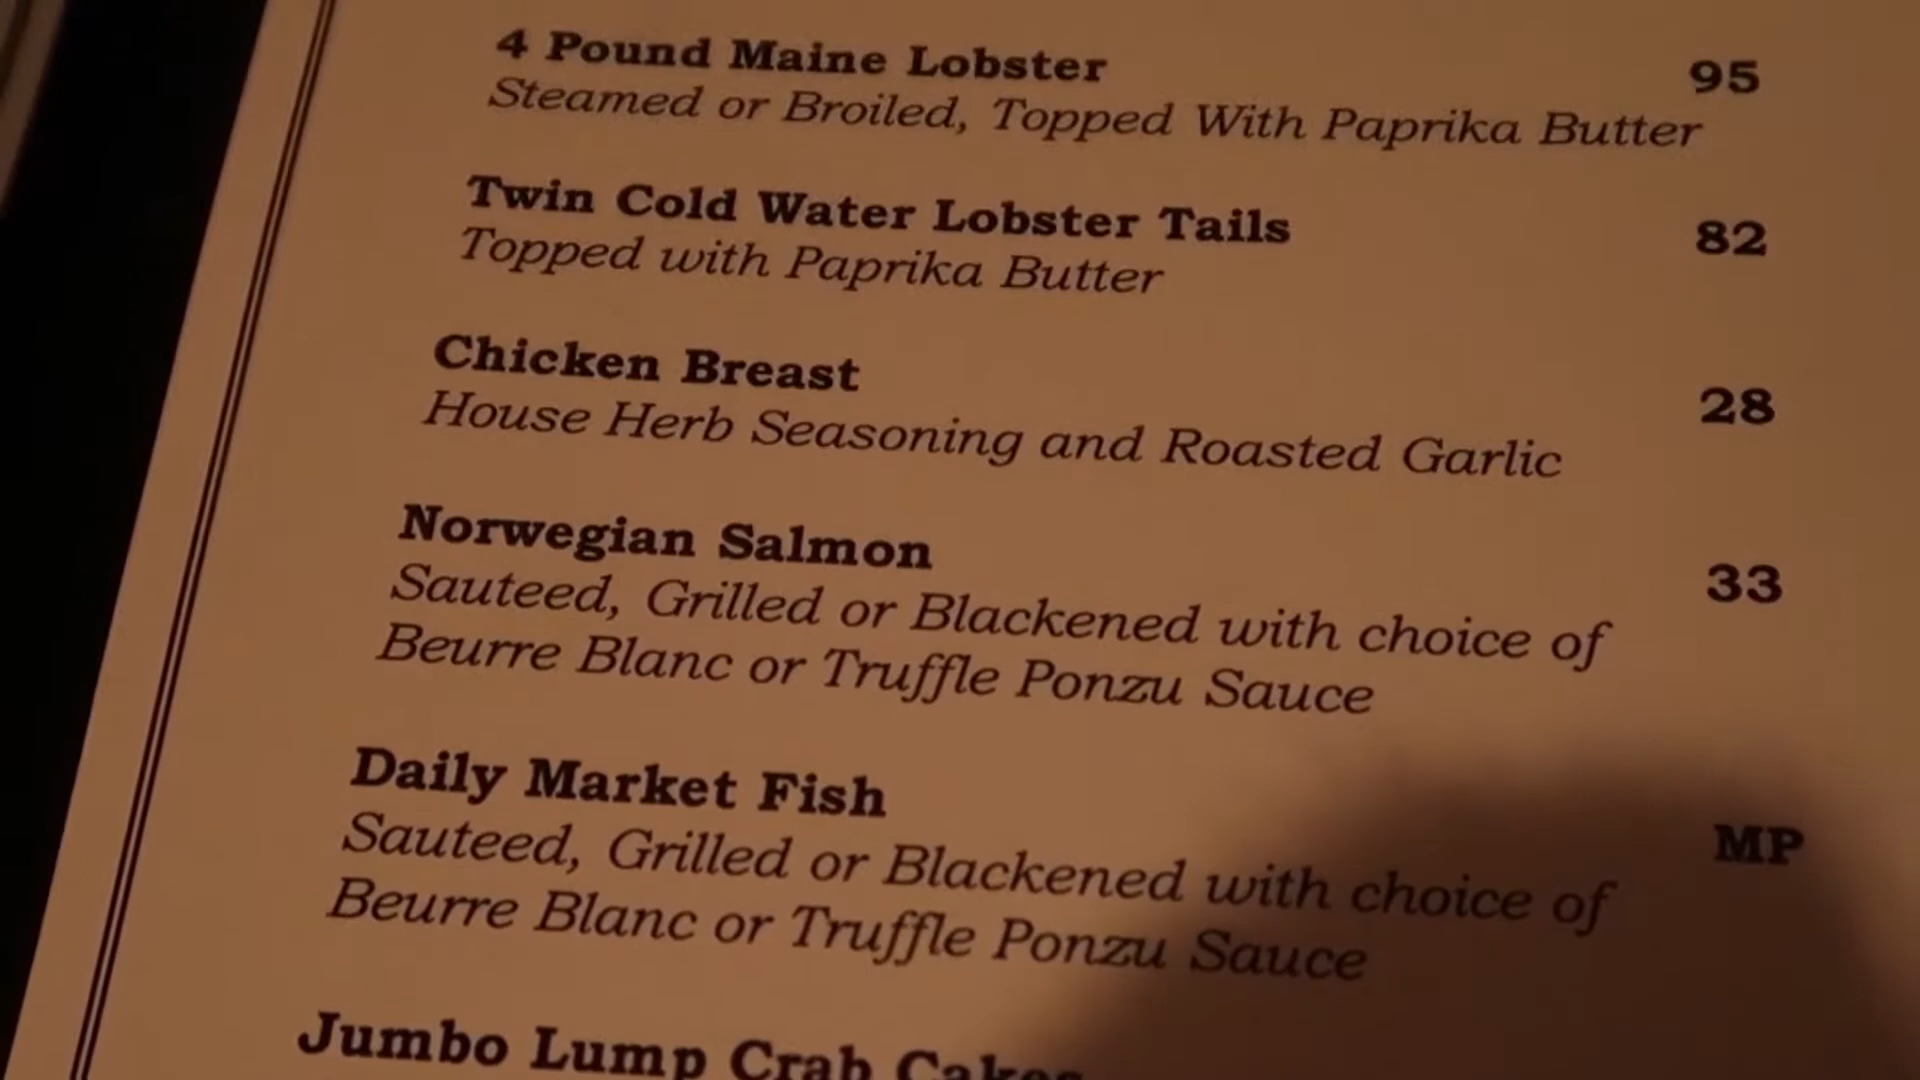 4 Pound Maine Lobster 95
Steamed or Broiled, Topped With Paprika Butter
Twin Cold Water Lobster Tails 82
Topped with Paprika Butter
Chicken Breast 28
House Herb Seasoning and Roasted Garlic
Norwegian Salmon 33
Sauteed, Grilled or Blackened with choice of
Beurre Blanc or Truffle Ponzu Sauce
Daily Market Fish MP
Sauteed, Grilled or Blackened with choice of
Beurre Blanc or Truffle Ponzu Sauce
Jumbo Lump Crab Cakes